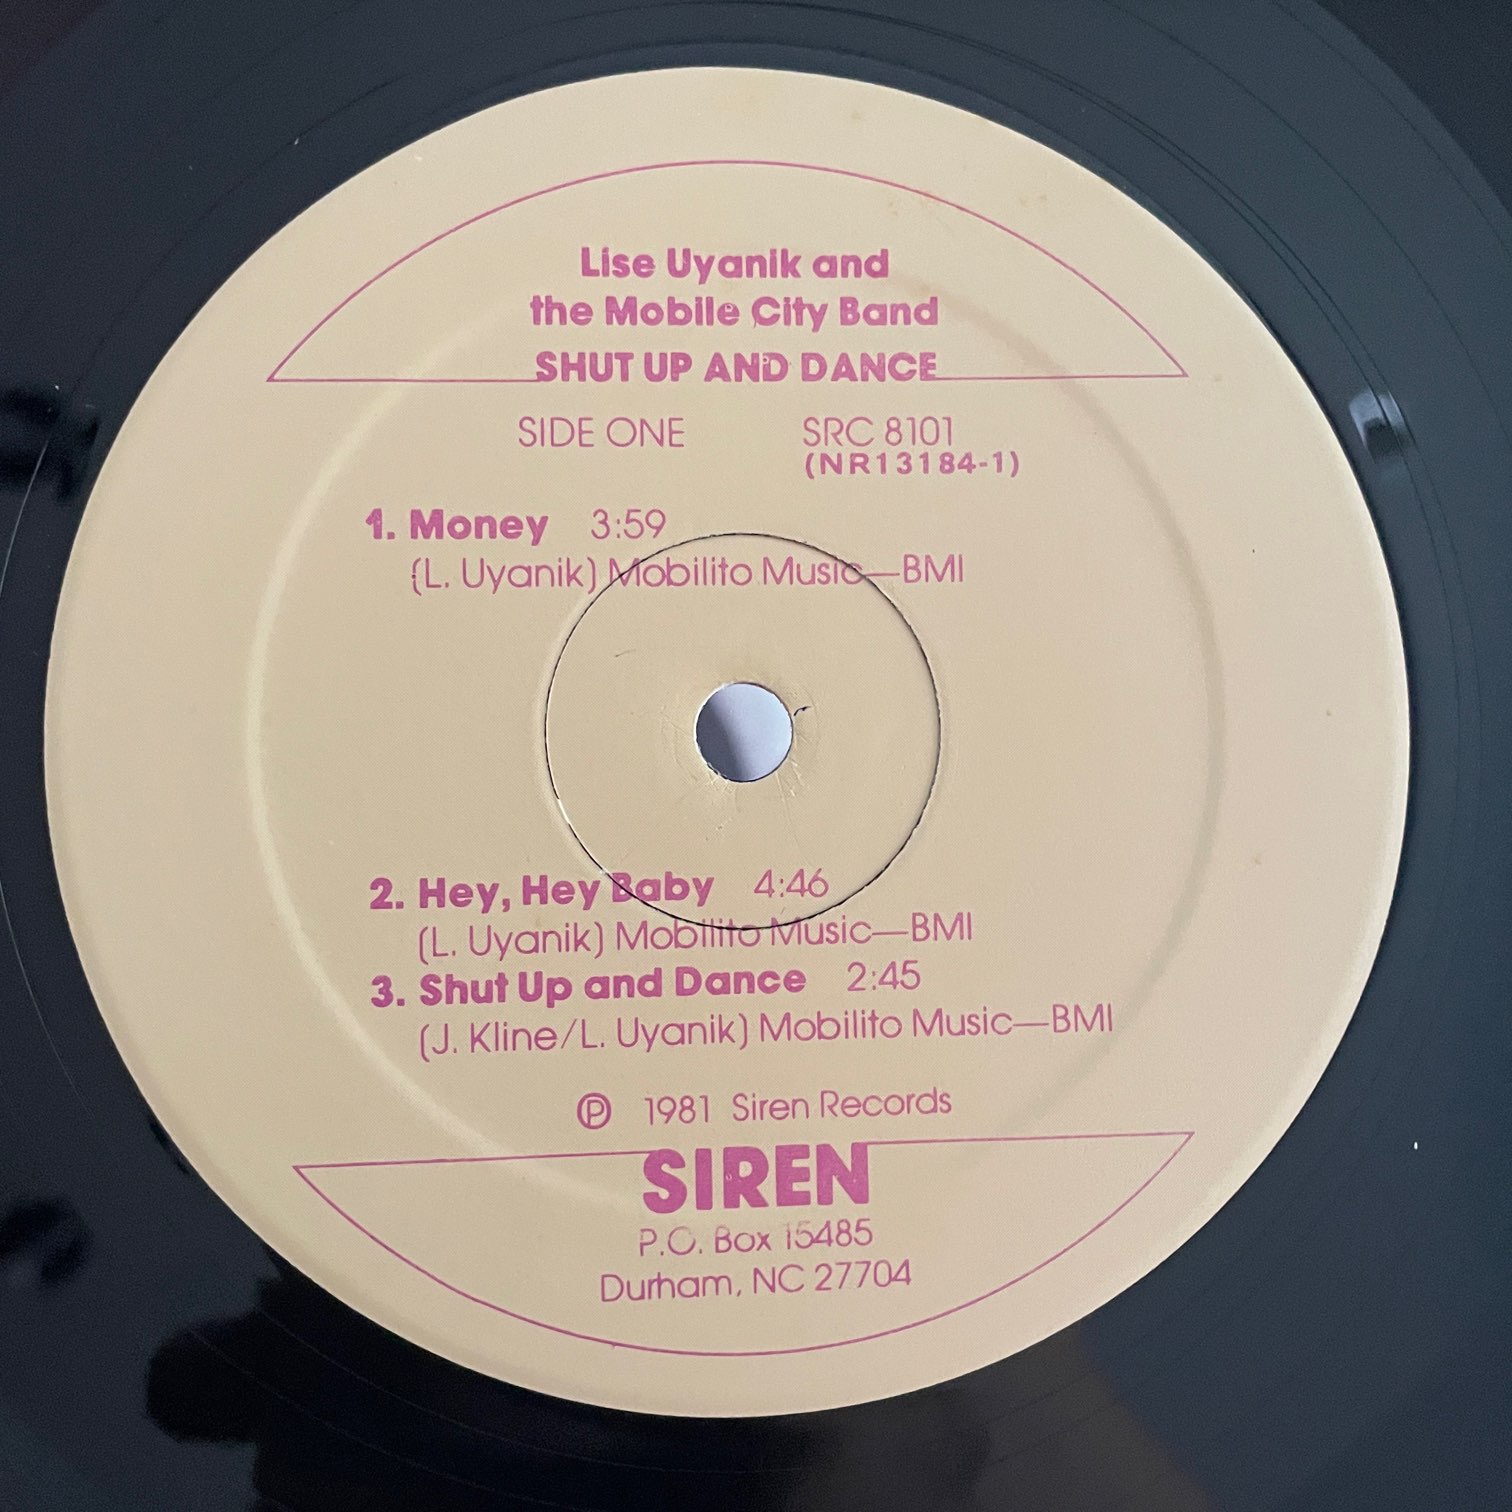 Lise Uyanik and
the Mobile City Band
SHUT UP AND DANCE
SIDE ONE SRC 8101
(NR13184-1)
1. Money 3:59
(L. Uyanik) Mobilito Music—BMI
2. Hey, Hey Baby 4:46
(L. Uyanik) Mobilito Music—BMI
3. Shut Up and Dance 2:45
(J. Kline/L. Uyanik) Mobilito Music—BMI
℗ 1981 Siren Records
SIREN
P.O. Box 15485
Durham, NC 27704